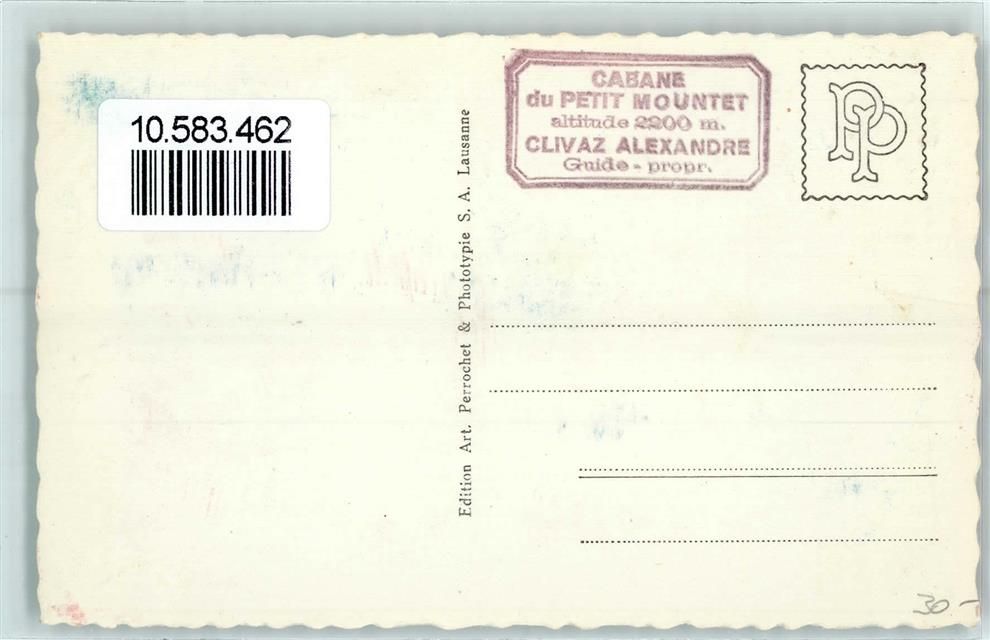 10.583.462
CABANE
du PETIT MOUNTET
altitude 2200 m.
CLIVAZ ALEXANDRE
Guide - propr.
PP
Edition Art. Perrochet & Phototypie S. A. Lausanne
30.-